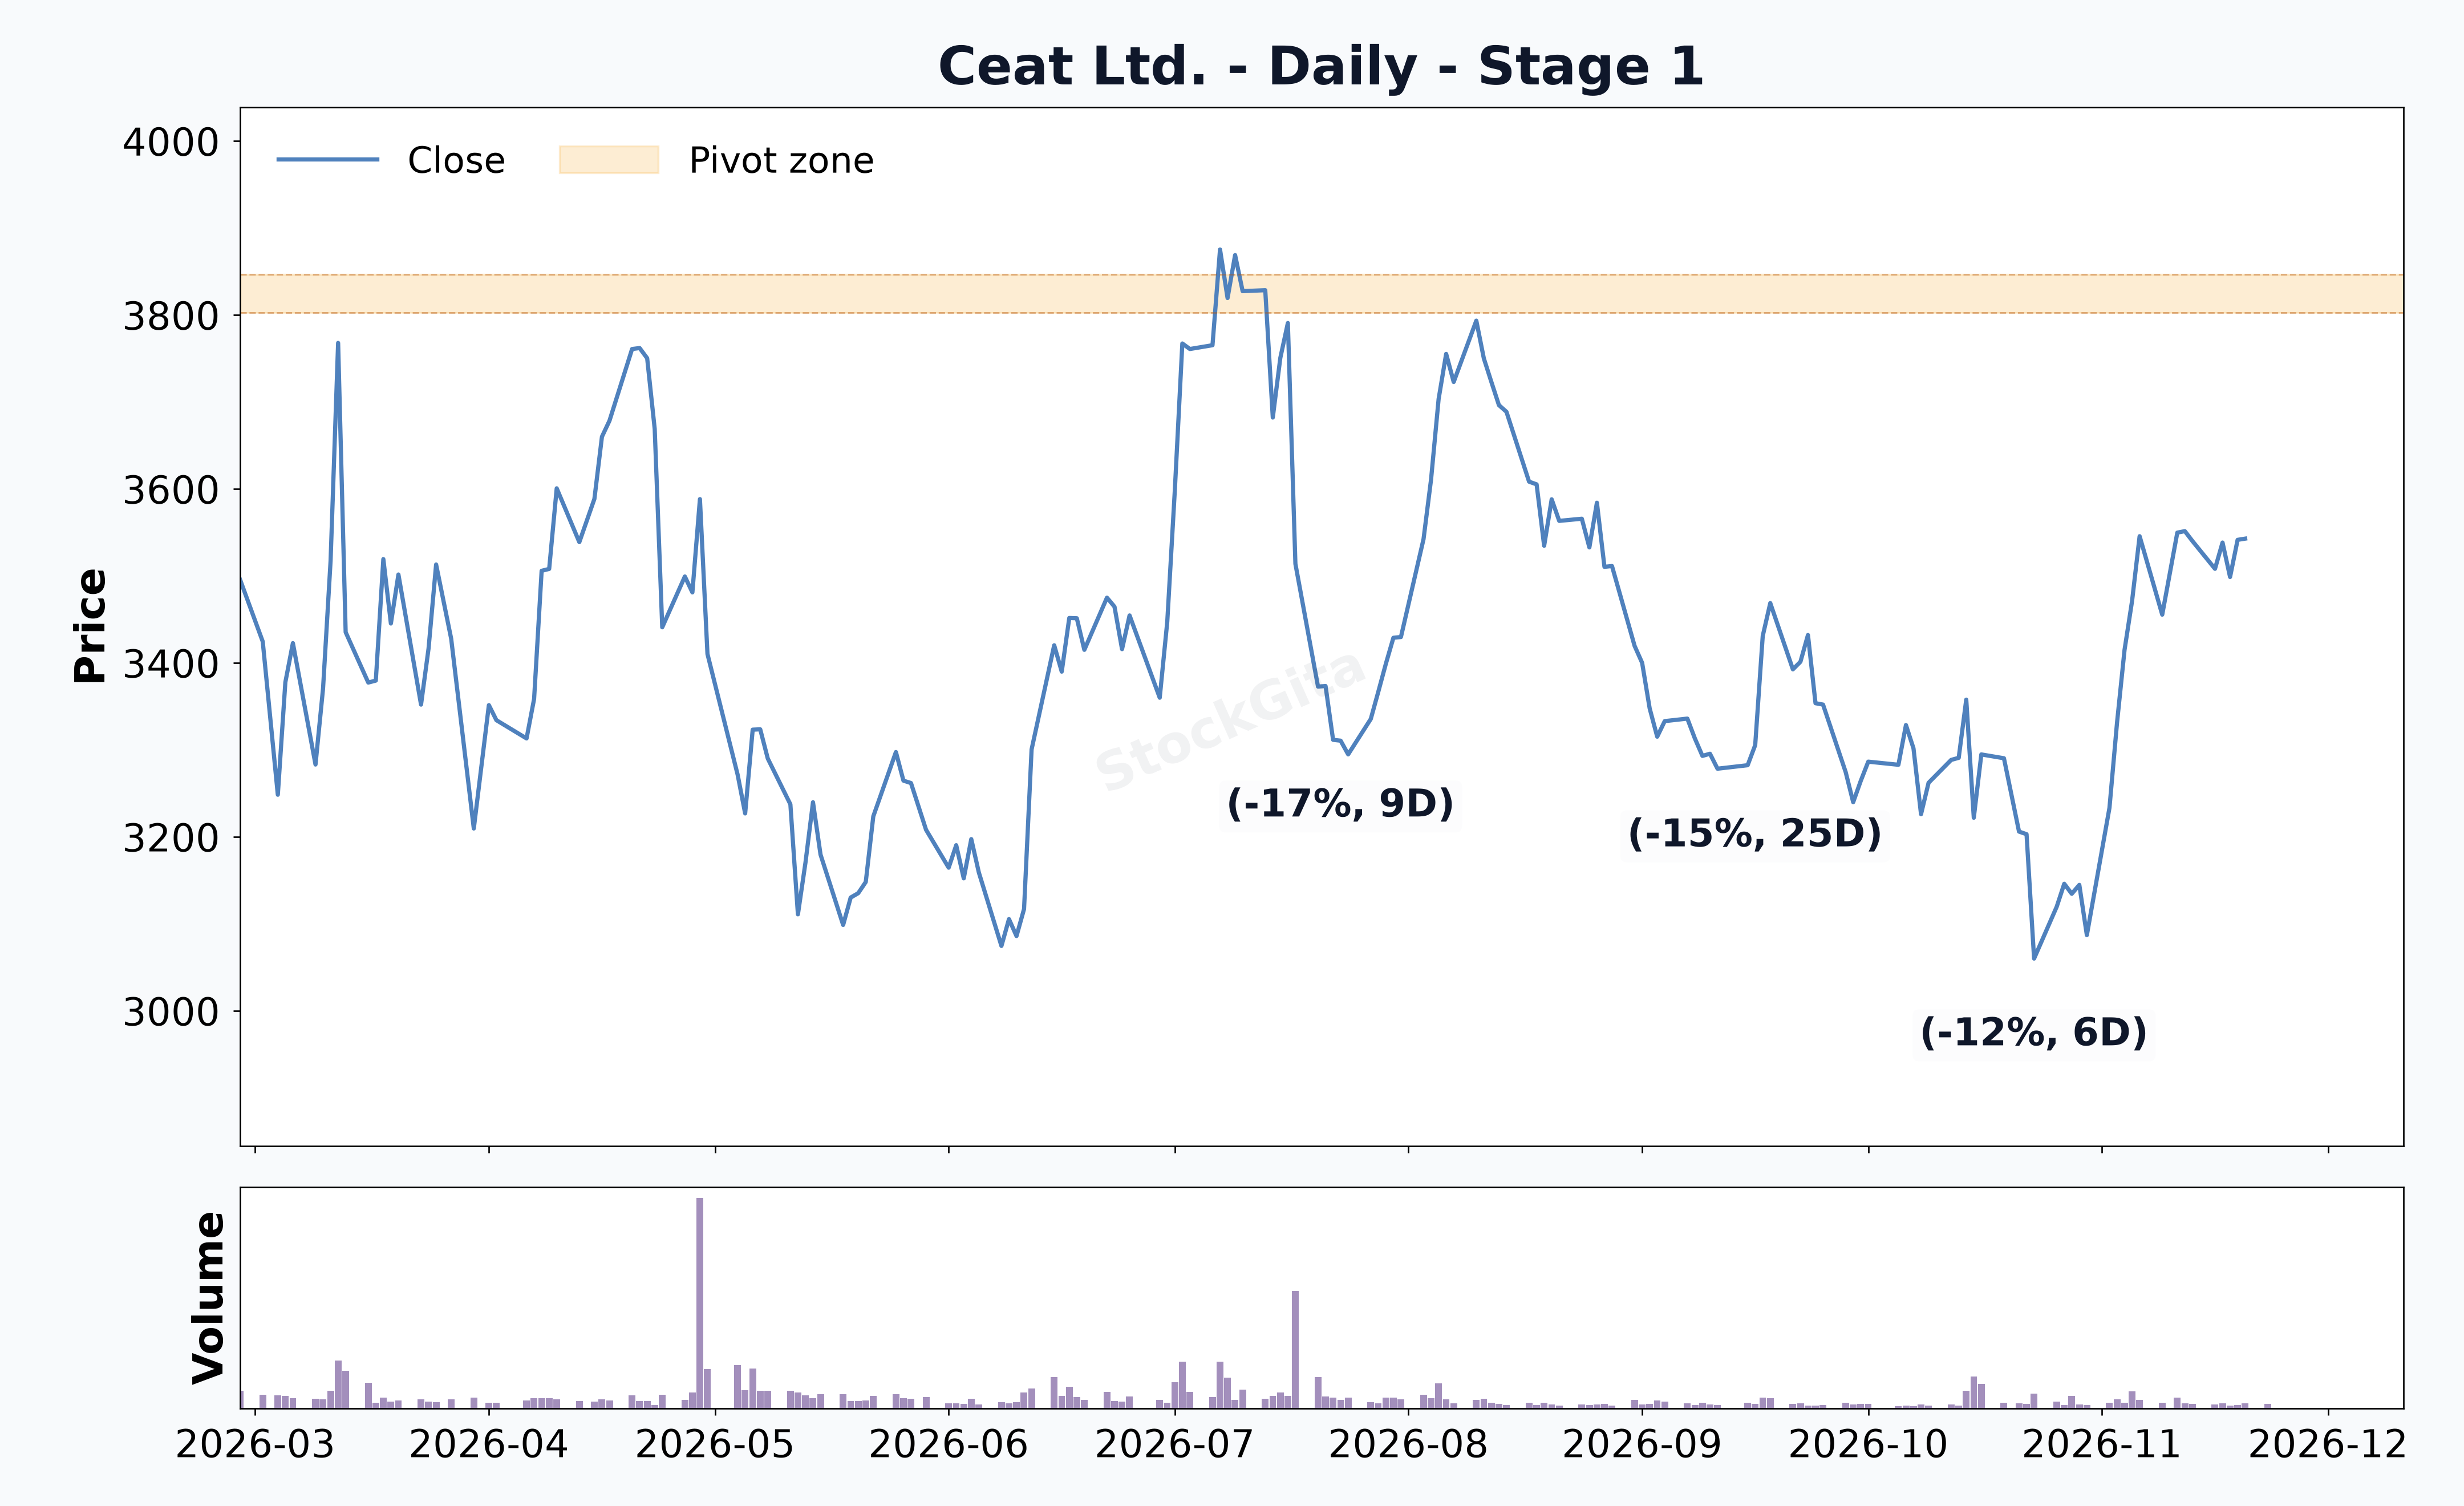 Ceat Ltd. - Daily - Stage 1
Close
Pivot zone
4000
3800
3600
3400
3200
3000
Price
StockGita
(-17%, 9D)
(-15%, 25D)
(-12%, 6D)
Volume
2026-03
2026-04
2026-05
2026-06
2026-07
2026-08
2026-09
2026-10
2026-11
2026-12